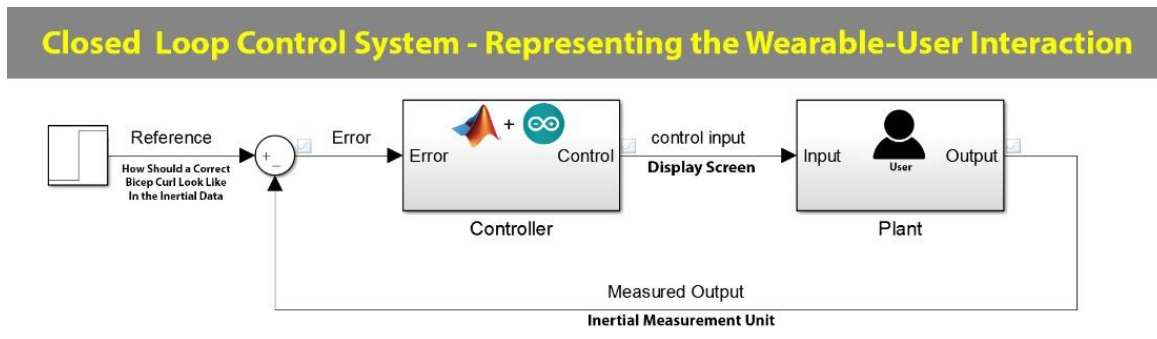 Closed Loop Control System - Representing the Wearable-User Interaction
Reference
How Should a Correct
Bicep Curl Look Like
In the Inertial Data
+
−
Error
Error
+
Control
Controller
control input
Display Screen
Input
User
Output
Plant
Measured Output
Inertial Measurement Unit